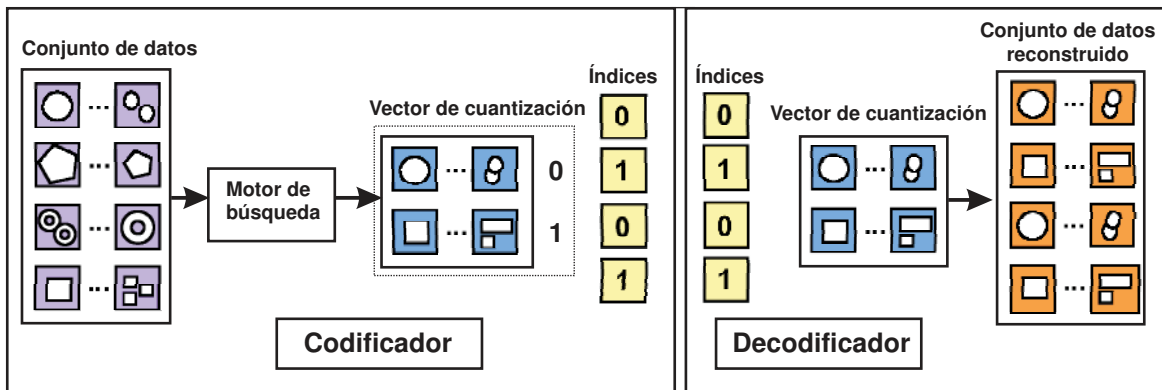 Conjunto de datos
...
...
...
...
Motor de
búsqueda
Vector de cuantización
... 0
... 1
Índices
0
1
0
1
Codificador
Índices
0
1
0
1
Vector de cuantización
...
...
Conjunto de datos
reconstruido
...
...
...
...
Decodificador